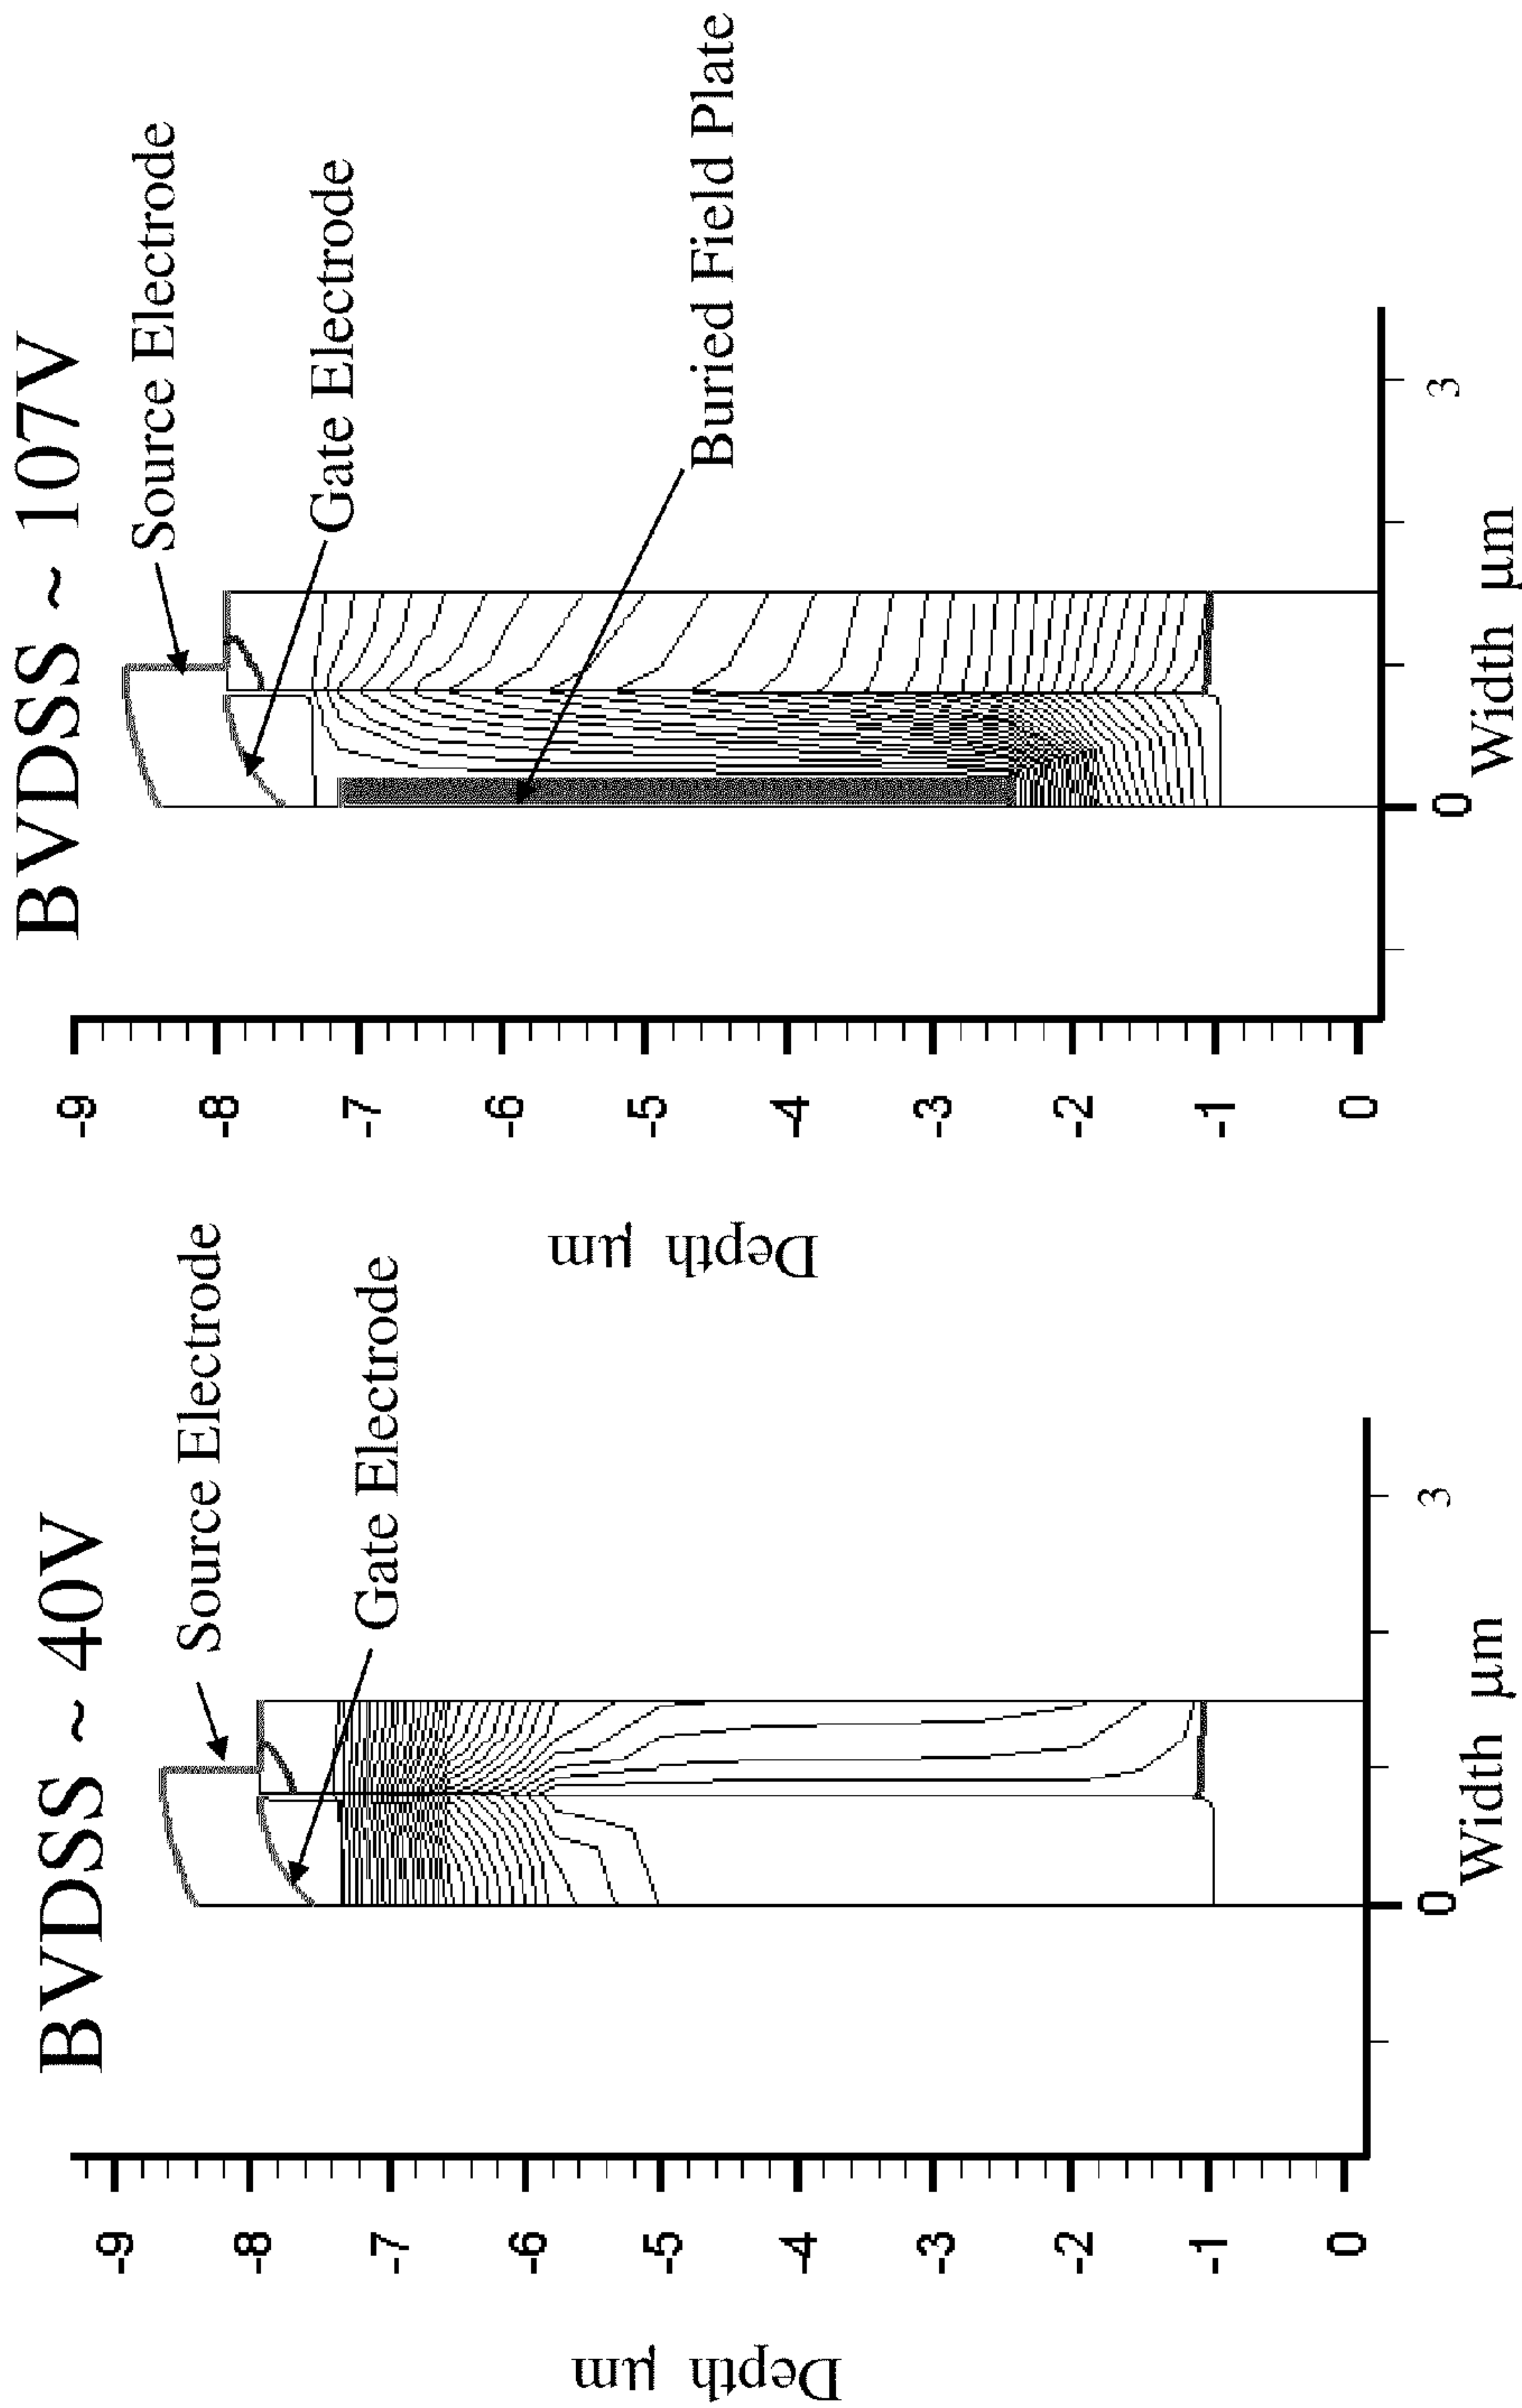 BVDSS ~ 40V
Source Electrode
Gate Electrode
Depth μm
-9
-8
-7
-6
-5
-4
-3
-2
-1
0
0
3
Width μm
BVDSS ~ 107V
Source Electrode
Gate Electrode
Buried Field Plate
Depth μm
-9
-8
-7
-6
-5
-4
-3
-2
-1
0
0
3
Width μm